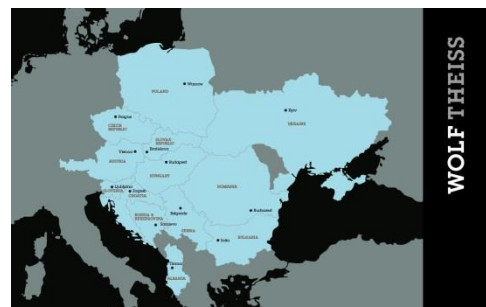 POLAND
Warsaw
Prague
CZECH
REPUBLIC
Kyiv
UKRAINE
SLOVAK
REPUBLIC
Vienna
Bratislava
AUSTRIA
Budapest
HUNGARY
Ljubljana
SLOVENIA
Zagreb
CROATIA
ROMANIA
BOSNIA &
HERZEGOVINA
Belgrade
Bucharest
Sarajevo
SERBIA
Sofia
BULGARIA
Tirana
ALBANIA
WOLF THEISS